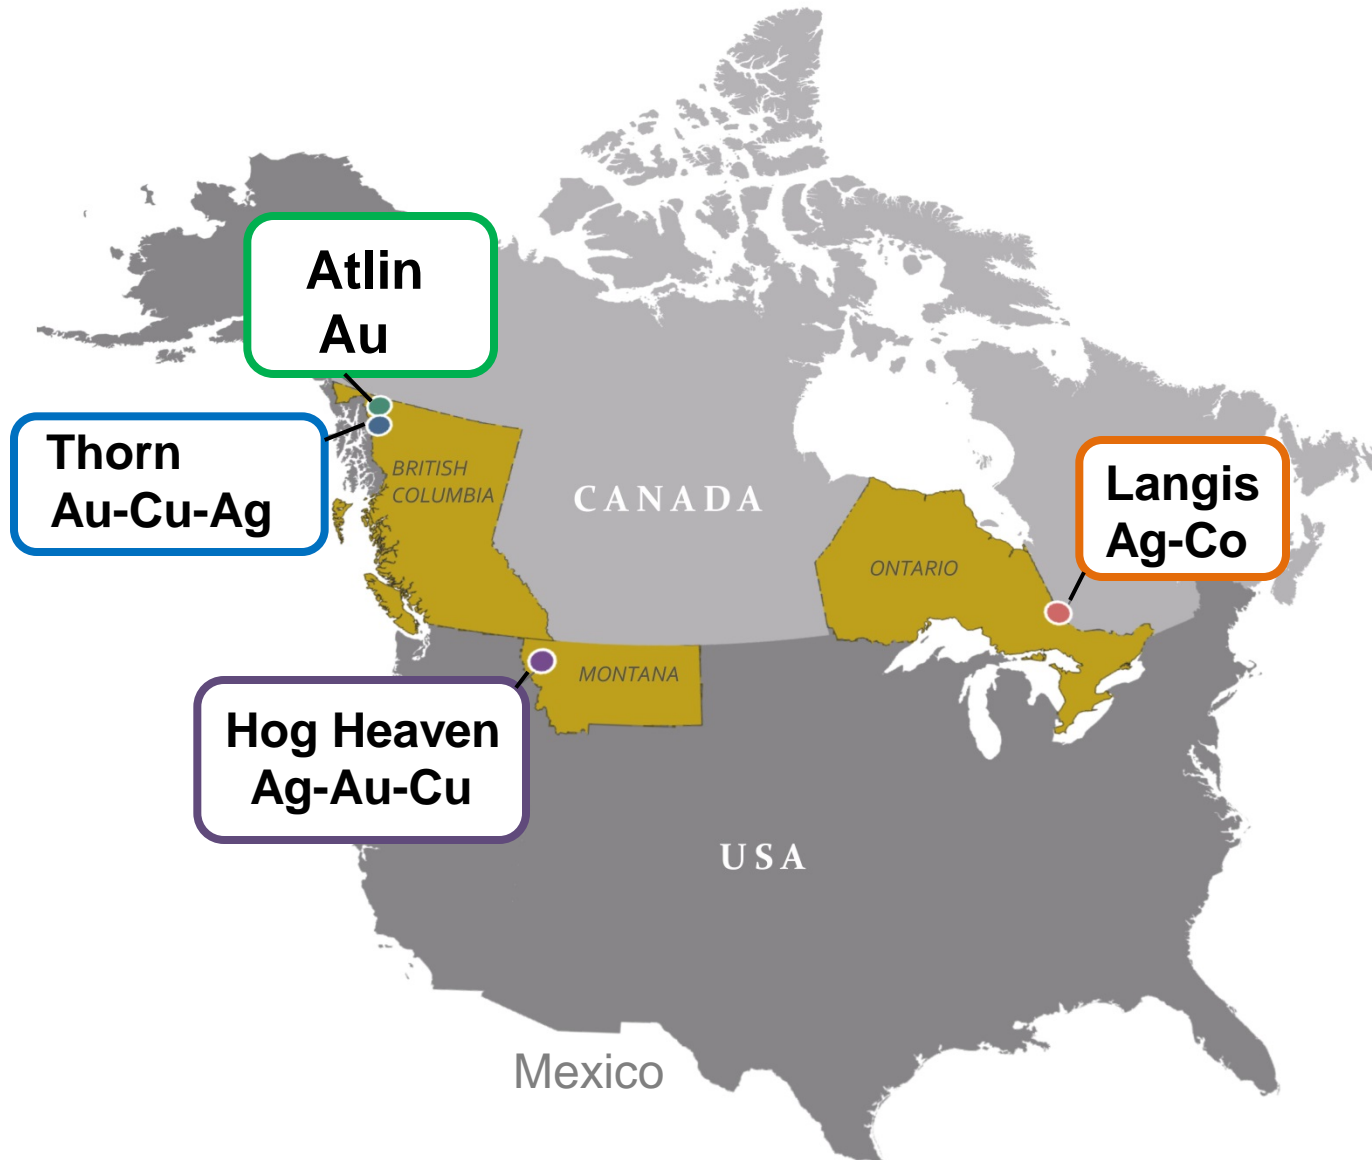 Atlin
Au
Thorn
Au-Cu-Ag
BRITISH
COLUMBIA
CANADA
ONTARIO
Langis
Ag-Co
MONTANA
Hog Heaven
Ag-Au-Cu
USA
Mexico